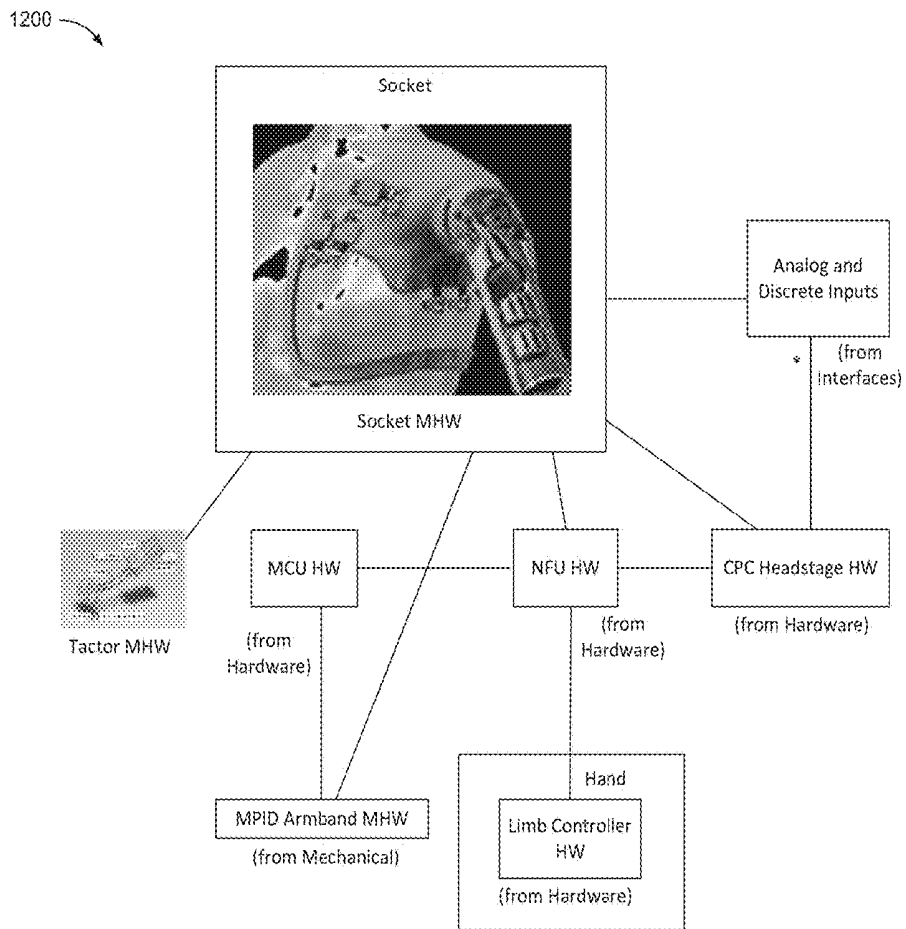 1200
Socket
Socket MHW
Analog and
Discrete Inputs
*
(from
Interfaces)
Tactor MHW
MCU HW
(from
Hardware)
NFU HW
(from
Hardware)
CPC Headstage HW
(from Hardware)
MPID Armband MHW
(from Mechanical)
Hand
Limb Controller
HW
(from Hardware)